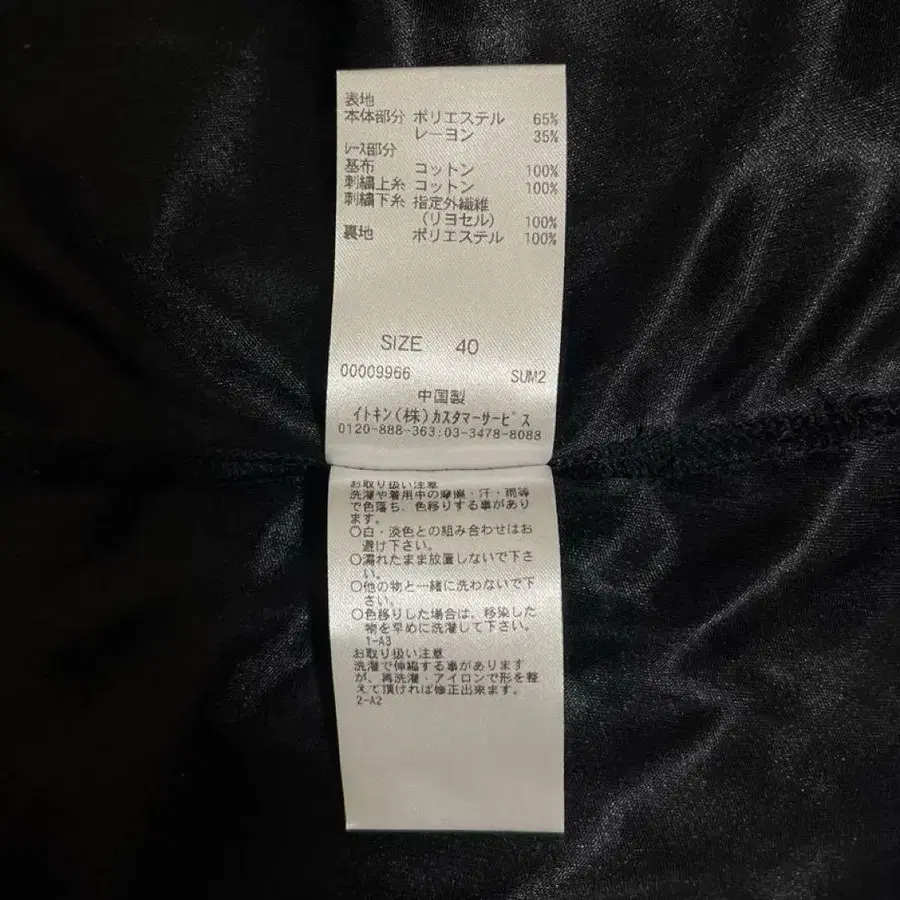 表地
本体部分 ポリエステル 65%
レーヨン 35%
ﾚｰｽ部分
基布 コットン 100%
刺繍上糸 コットン 100%
刺繍下糸 指定外繊維
(リヨセル) 100%
裏地 ポリエステル 100%
SIZE 40
00009966 SUM2
中国製
イトキン(株)カスタマーサービス
0120-888-363:03-3478-8088
お取り扱い注意
洗濯や着用中の摩擦・汗・雨等
で色落ち、色移りする事があり
ます。
○白・淡色との組み合わせはお
避け下さい。
○濡れたまま放置しないで下さ
い。
○他の物と一緒に洗わないで下
さい。
○色移りした場合は、移染した
物を早めに洗濯して下さい。
1-A3
お取り扱い注意
洗濯で伸縮する事があります
が、再洗濯・アイロンで形を整
えて頂ければ修正出来ます。
2-A2